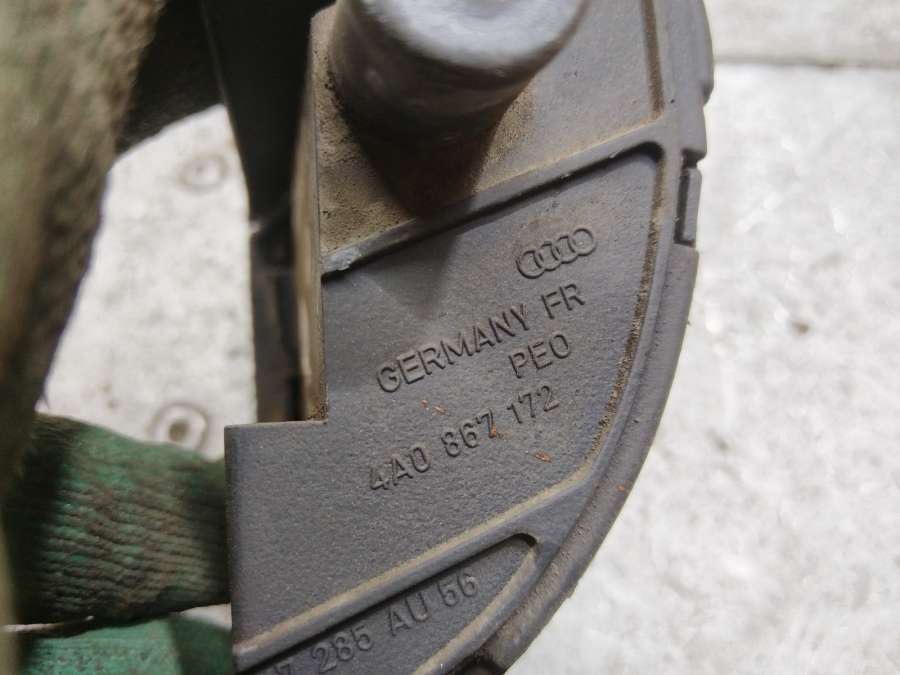 GERMANY FR
PEO
4A0 867 172
285 AU 56